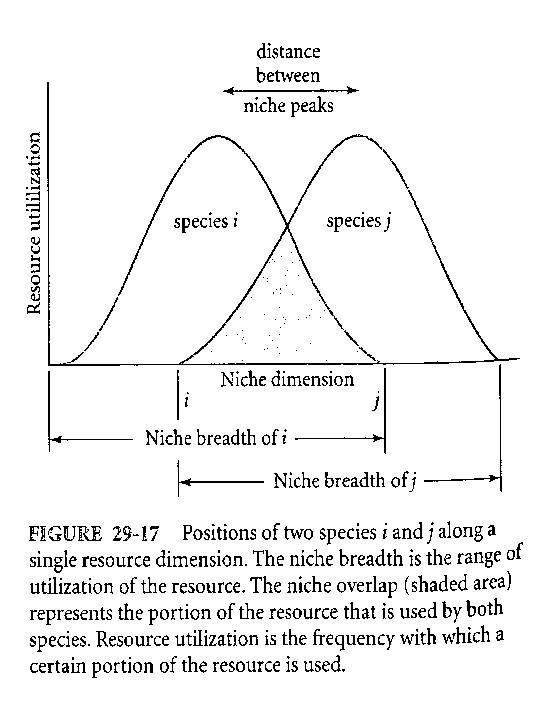 distance
between
niche peaks
Resource utililization
species i
species j
Niche dimension
i
j
Niche breadth of i
Niche breadth of j
FIGURE 29-17 Positions of two species i and j along a
single resource dimension. The niche breadth is the range of
utilization of the resource. The niche overlap (shaded area)
represents the portion of the resource that is used by both
species. Resource utilization is the frequency with which a
certain portion of the resource is used.